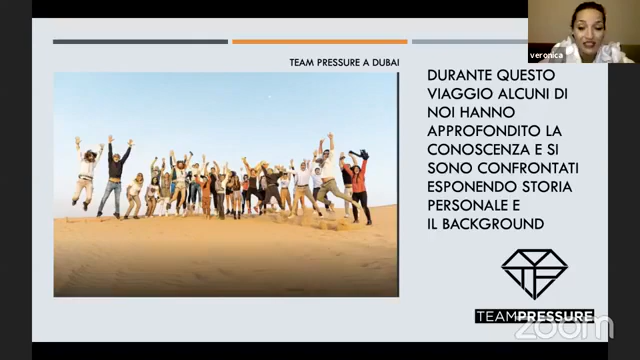 veronica
TEAM PRESSURE A DUBAI
DURANTE QUESTO
VIAGGIO ALCUNI DI
NOI HANNO
APPROFONDITO LA
CONOSCENZA E SI
SONO CONFRONTATI
ESPONENDO STORIA
PERSONALE E
IL BACKGROUND
TEAMPRESSURE
zoom